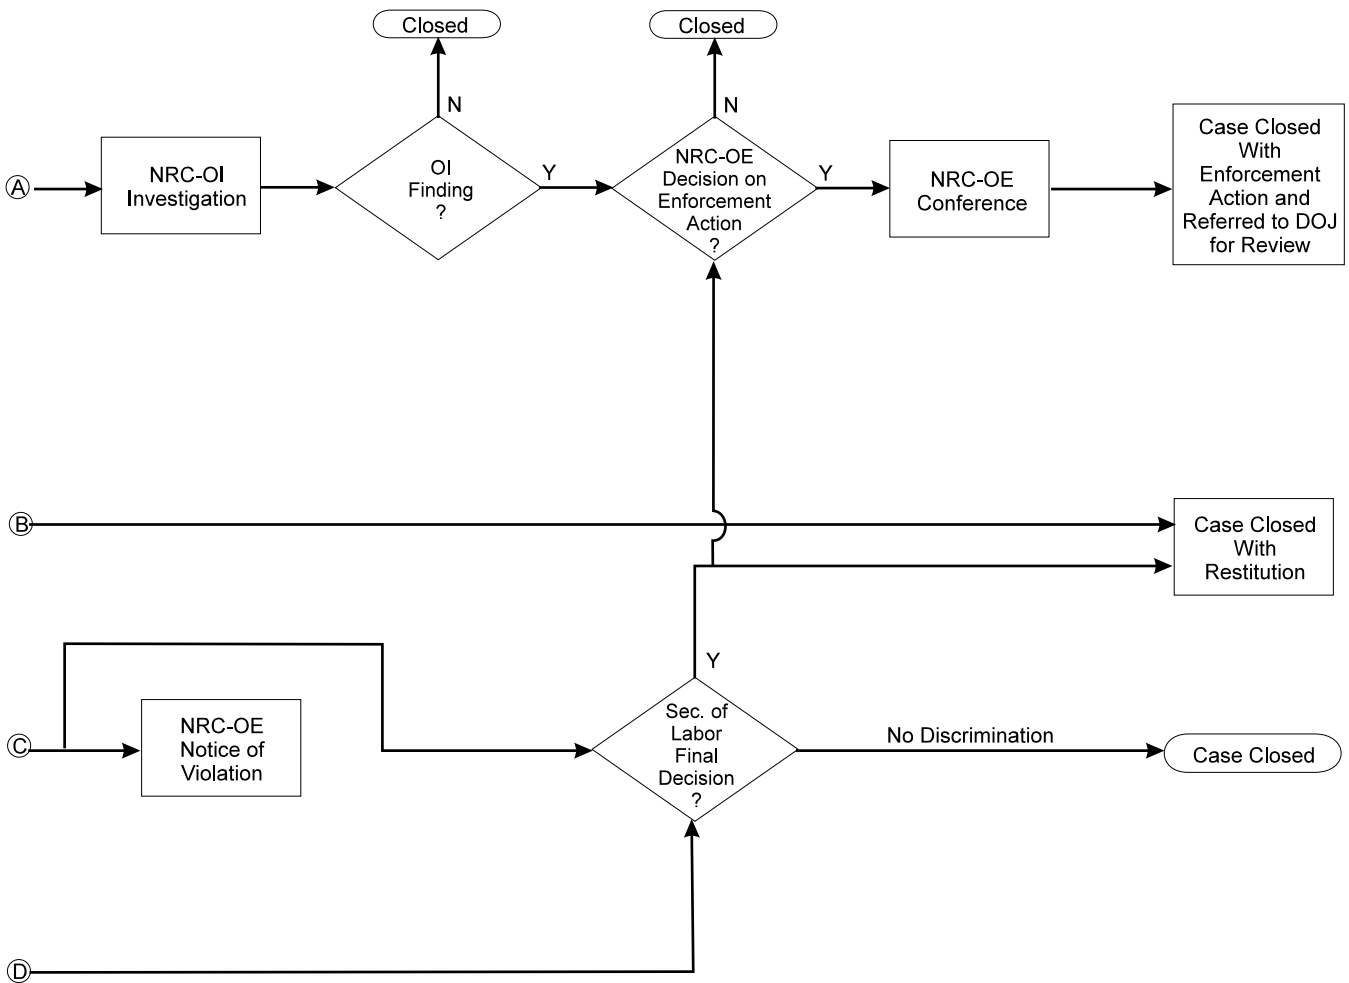 Closed
Closed
N
N
A
NRC-OI
Investigation
OI
Finding
?
Y
NRC-OE
Decision on
Enforcement
Action
?
Y
NRC-OE
Conference
Case Closed
With
Enforcement
Action and
Referred to DOJ
for Review
B
Case Closed
With
Restitution
Y
C
NRC-OE
Notice of
Violation
Sec. of
Labor
Final
Decision
?
No Discrimination
Case Closed
D